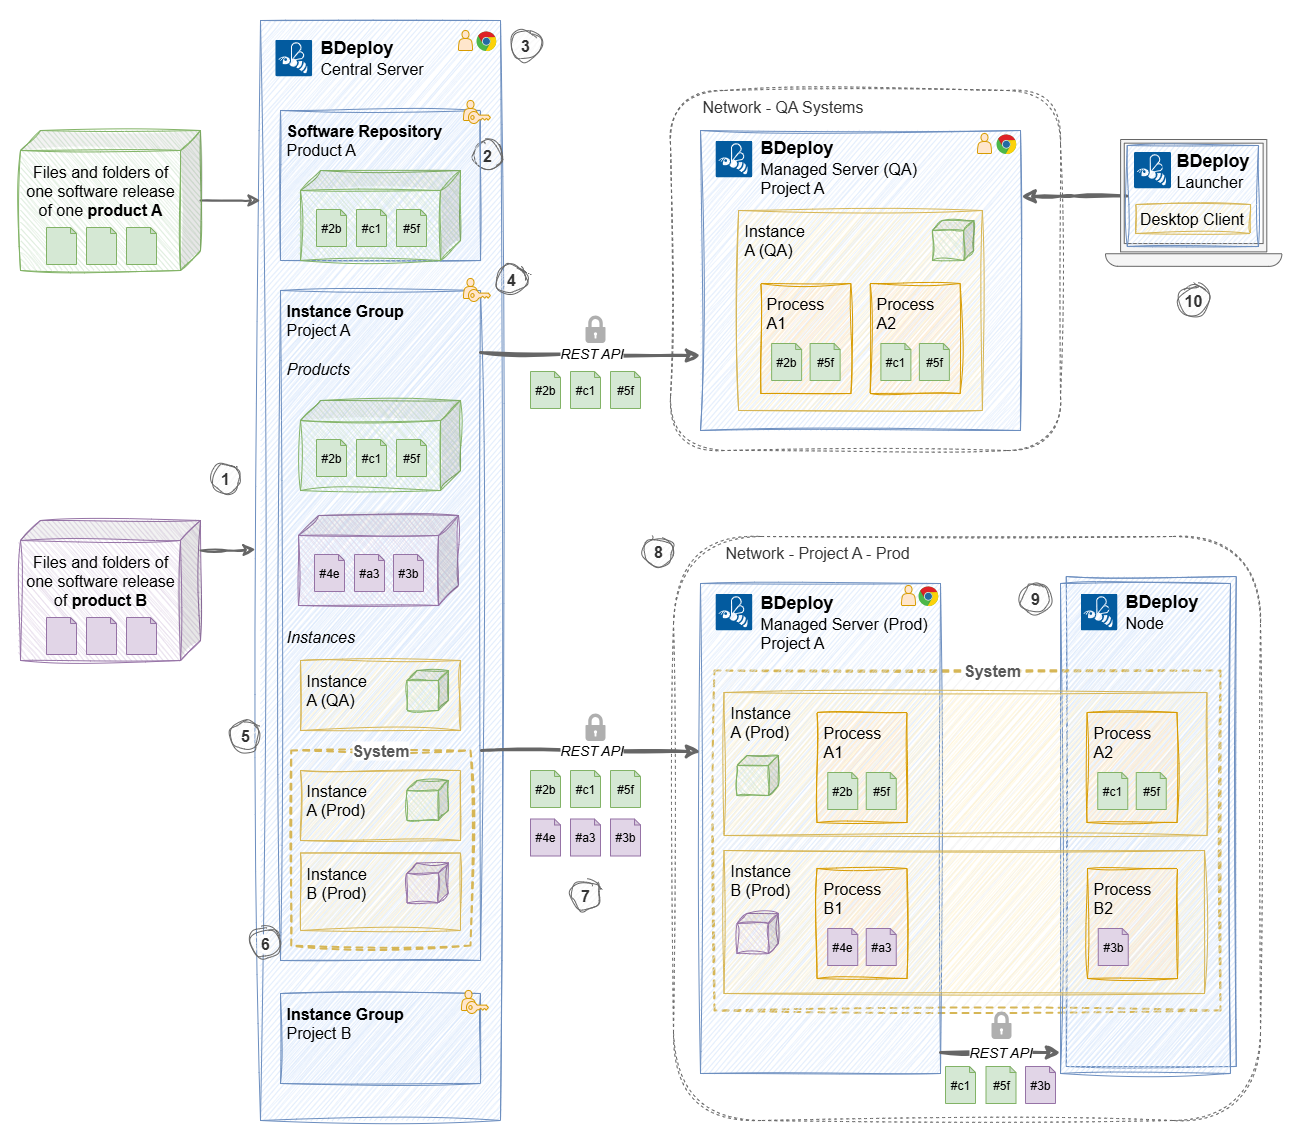 BDeploy
Central Server
3
Software Repository
Product A
2
#2b
#c1
#5f
Files and folders of
one software release
of one product A
4
Instance Group
Project A
Products
#2b
#c1
#5f
#4e
#a3
#3b
1
Files and folders of
one software release
of product B
Instances
Instance
A (QA)
5
System
Instance
A (Prod)
Instance
B (Prod)
6
Instance Group
Project B
REST API
#2b
#c1
#5f
Network - QA Systems
BDeploy
Managed Server (QA)
Project A
Instance
A (QA)
Process
A1
#2b
#5f
Process
A2
#c1
#5f
BDeploy
Launcher
Desktop Client
10
REST API
#2b
#c1
#5f
#4e
#a3
#3b
7
8
Network - Project A - Prod
BDeploy
Managed Server (Prod)
Project A
9
BDeploy
Node
System
Instance
A (Prod)
Process
A1
#2b
#5f
Process
A2
#c1
#5f
Instance
B (Prod)
Process
B1
#4e
#a3
Process
B2
#3b
REST API
#c1
#5f
#3b